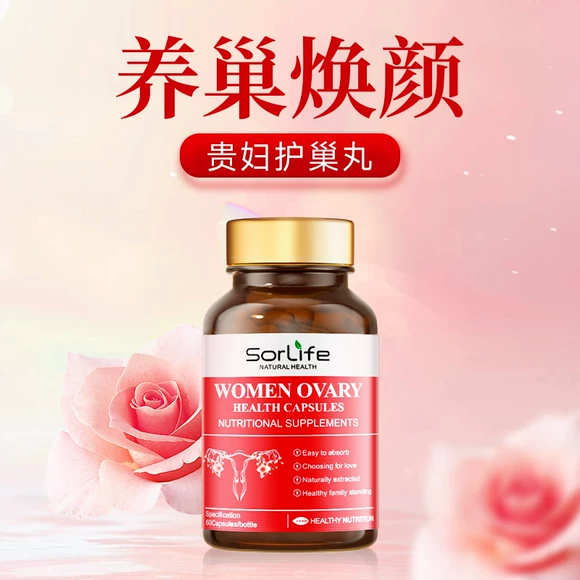 养巢焕颜
贵妇护巢丸
SorLife
NATURAL HEALTH
WOMEN OVARY
HEALTH CAPSULES
NUTRITIONAL SUPPLEMENTS
Easy to absorb
Choosing for love
Naturally extracted
Healthy family standing
Specification
60Capsules/bottle
HEALTHY NUTRITION